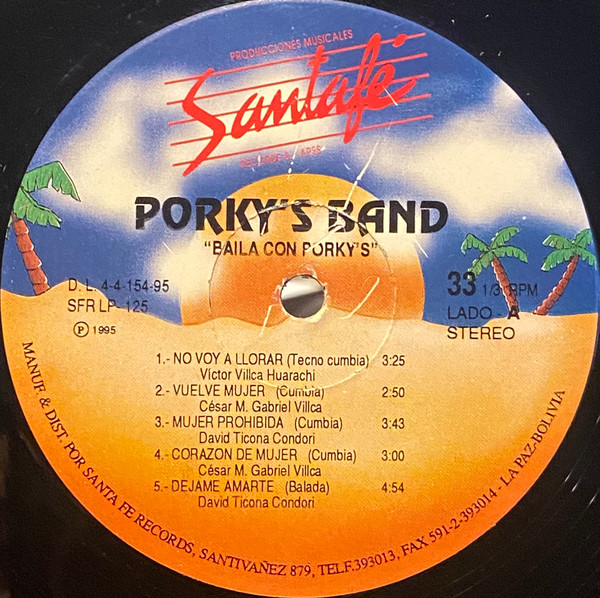 PRODUCCIONES MUSICALES
Santafé
PORKY'S BAND
"BAILA CON PORKY'S"
D. L. 4-4-154-95
SFR LP- 125
Ⓟ 1995
33 1/3 RPM
LADO - A
STEREO
1.- NO VOY A LLORAR (Tecno cumbia) 3:25
Víctor Villca Huarachi
2.- VUELVE MUJER (Cumbia) 2:50
César M. Gabriel Villca
3.- MUJER PROHIBIDA (Cumbia) 3:43
David Ticona Condori
4.- CORAZON DE MUJER (Cumbia) 3:00
César M. Gabriel Villca
5.- DEJAME AMARTE (Balada) 4:54
David Ticona Condori
MANUF. & DIST. POR SANTA FE RECORDS, SANTIVAÑEZ 879, TELF.393013, FAX 591-2-393014 - LA PAZ-BOLIVIA